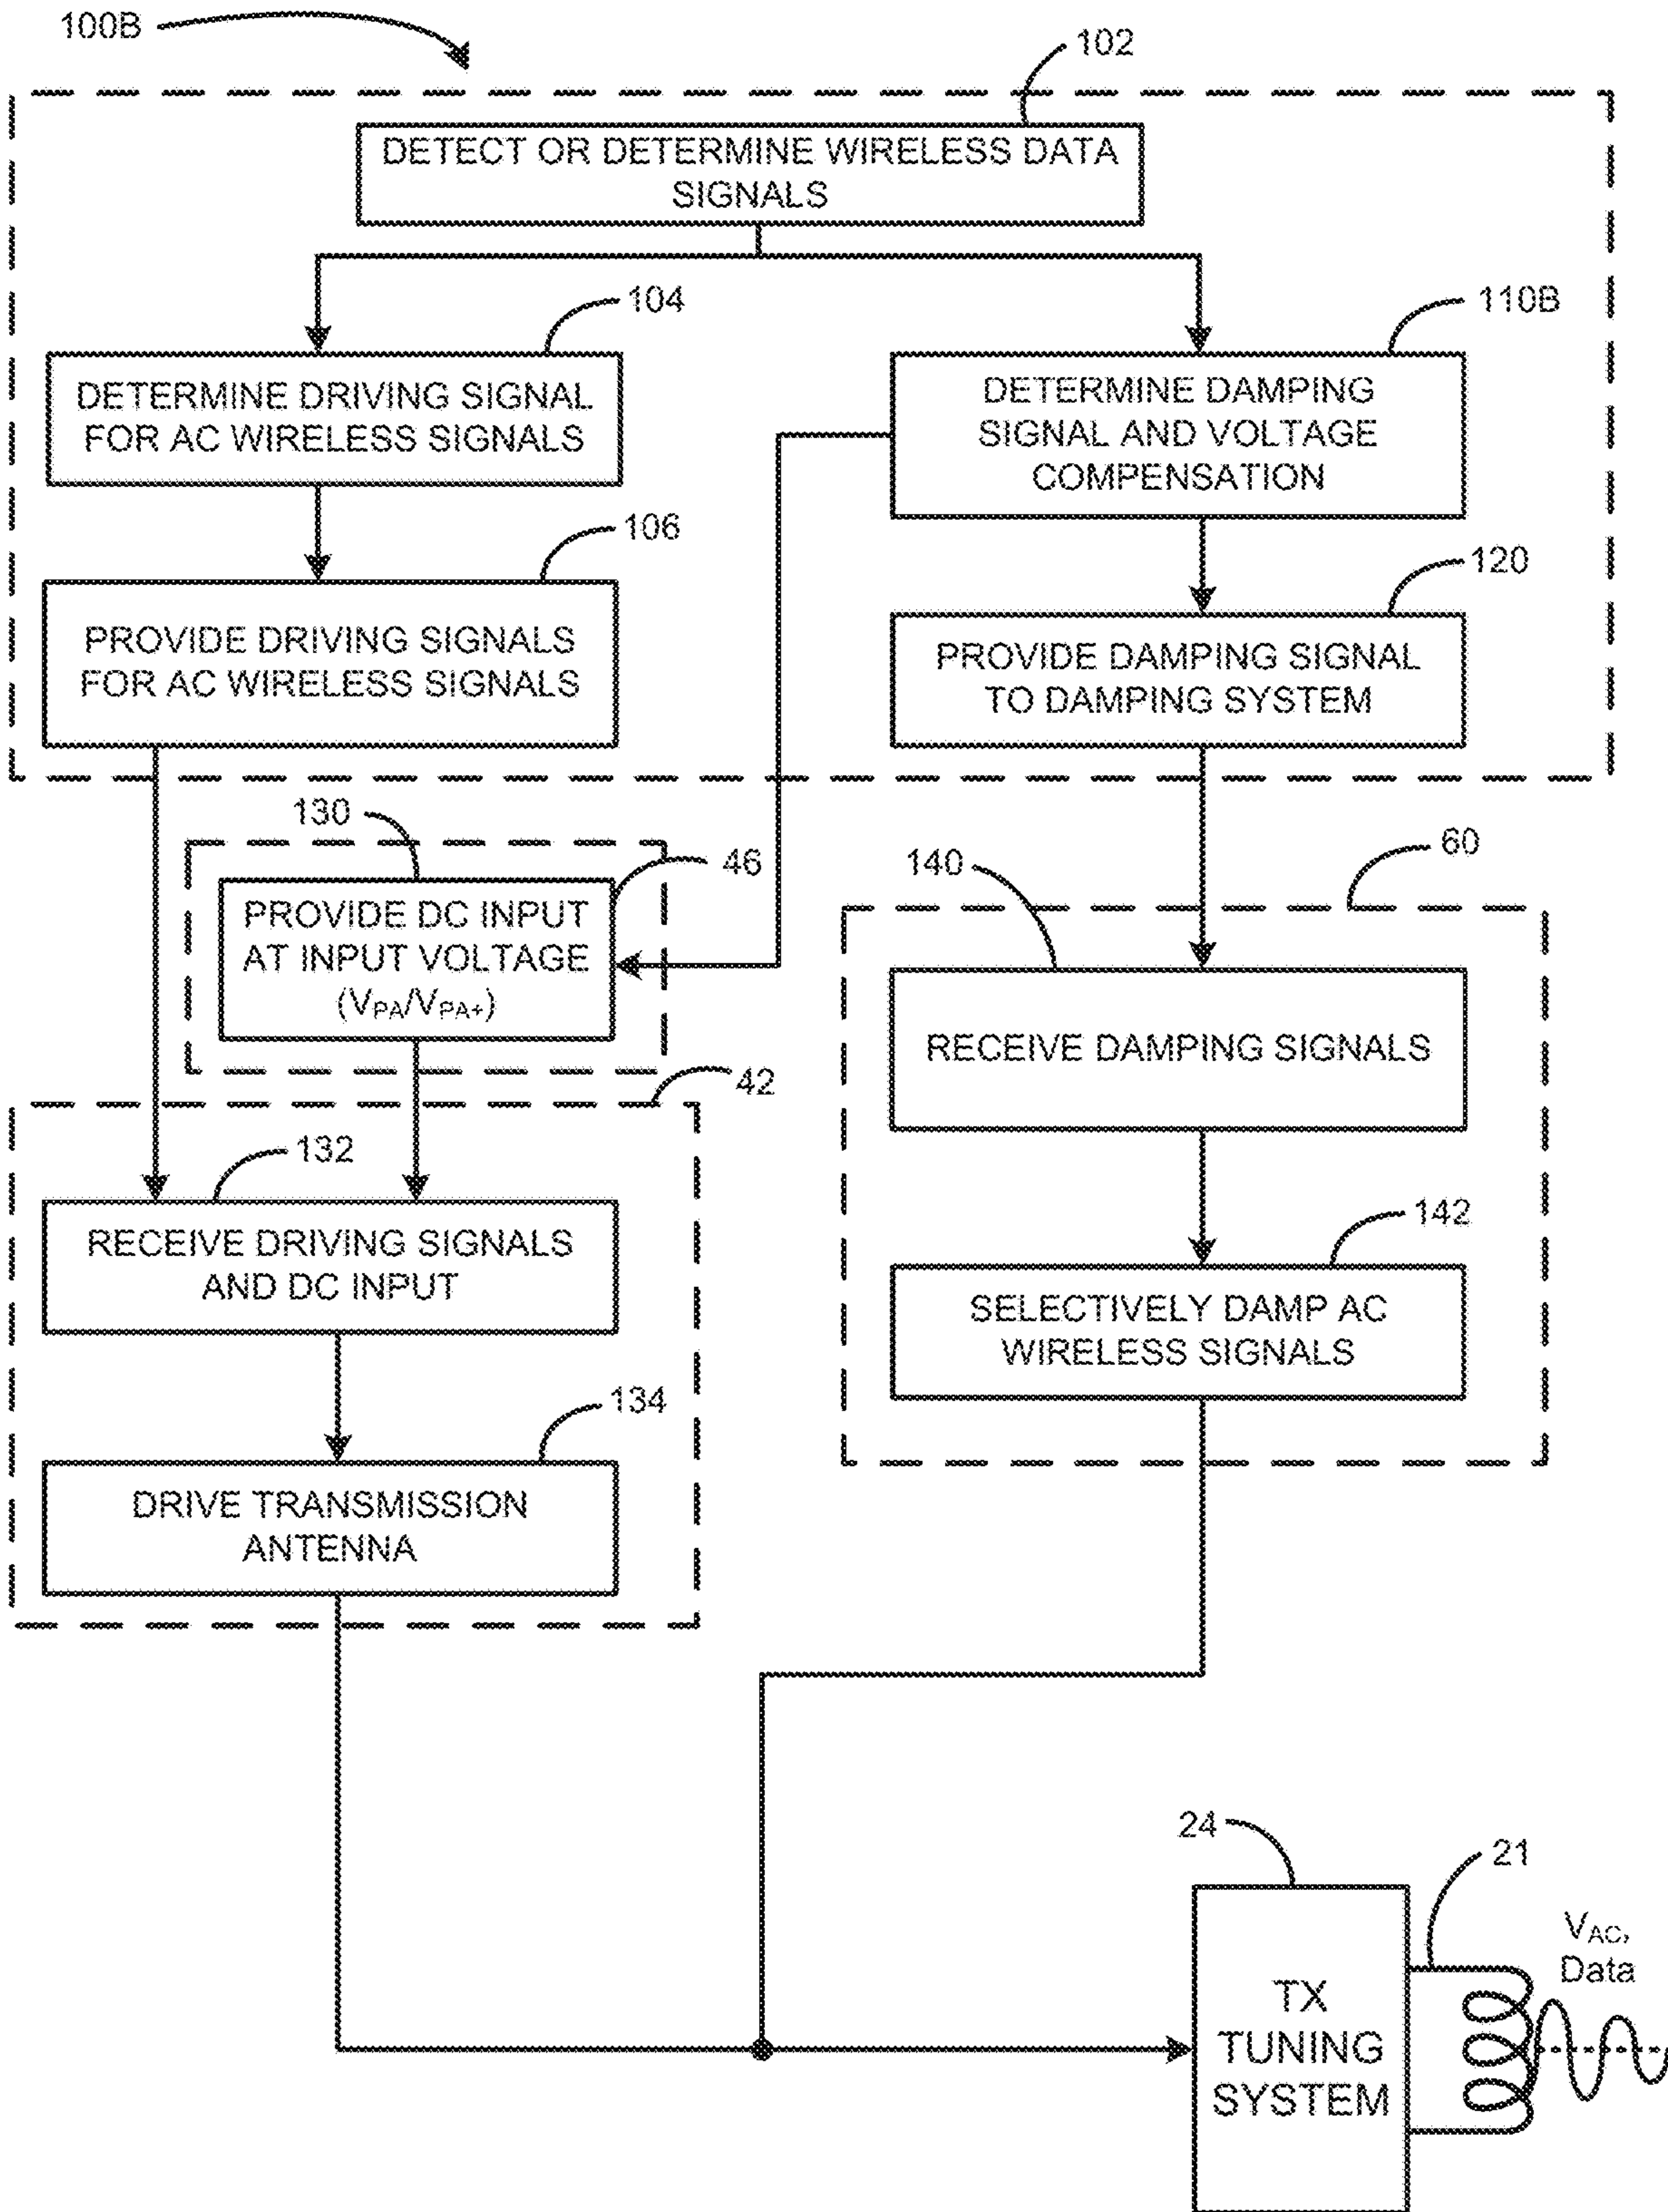 100B
102
DETECT OR DETERMINE WIRELESS DATA
SIGNALS
104
110B
DETERMINE DRIVING SIGNAL
FOR AC WIRELESS SIGNALS
DETERMINE DAMPING
SIGNAL AND VOLTAGE
COMPENSATION
106
120
PROVIDE DRIVING SIGNALS
FOR AC WIRELESS SIGNALS
PROVIDE DAMPING SIGNAL
TO DAMPING SYSTEM
130
46
140
60
PROVIDE DC INPUT
AT INPUT VOLTAGE
(VPA/VPA+)
RECEIVE DAMPING SIGNALS
42
132
142
RECEIVE DRIVING SIGNALS
AND DC INPUT
SELECTIVELY DAMP AC
WIRELESS SIGNALS
134
DRIVE TRANSMISSION
ANTENNA
24
21
VAC,
Data
TX
TUNING
SYSTEM